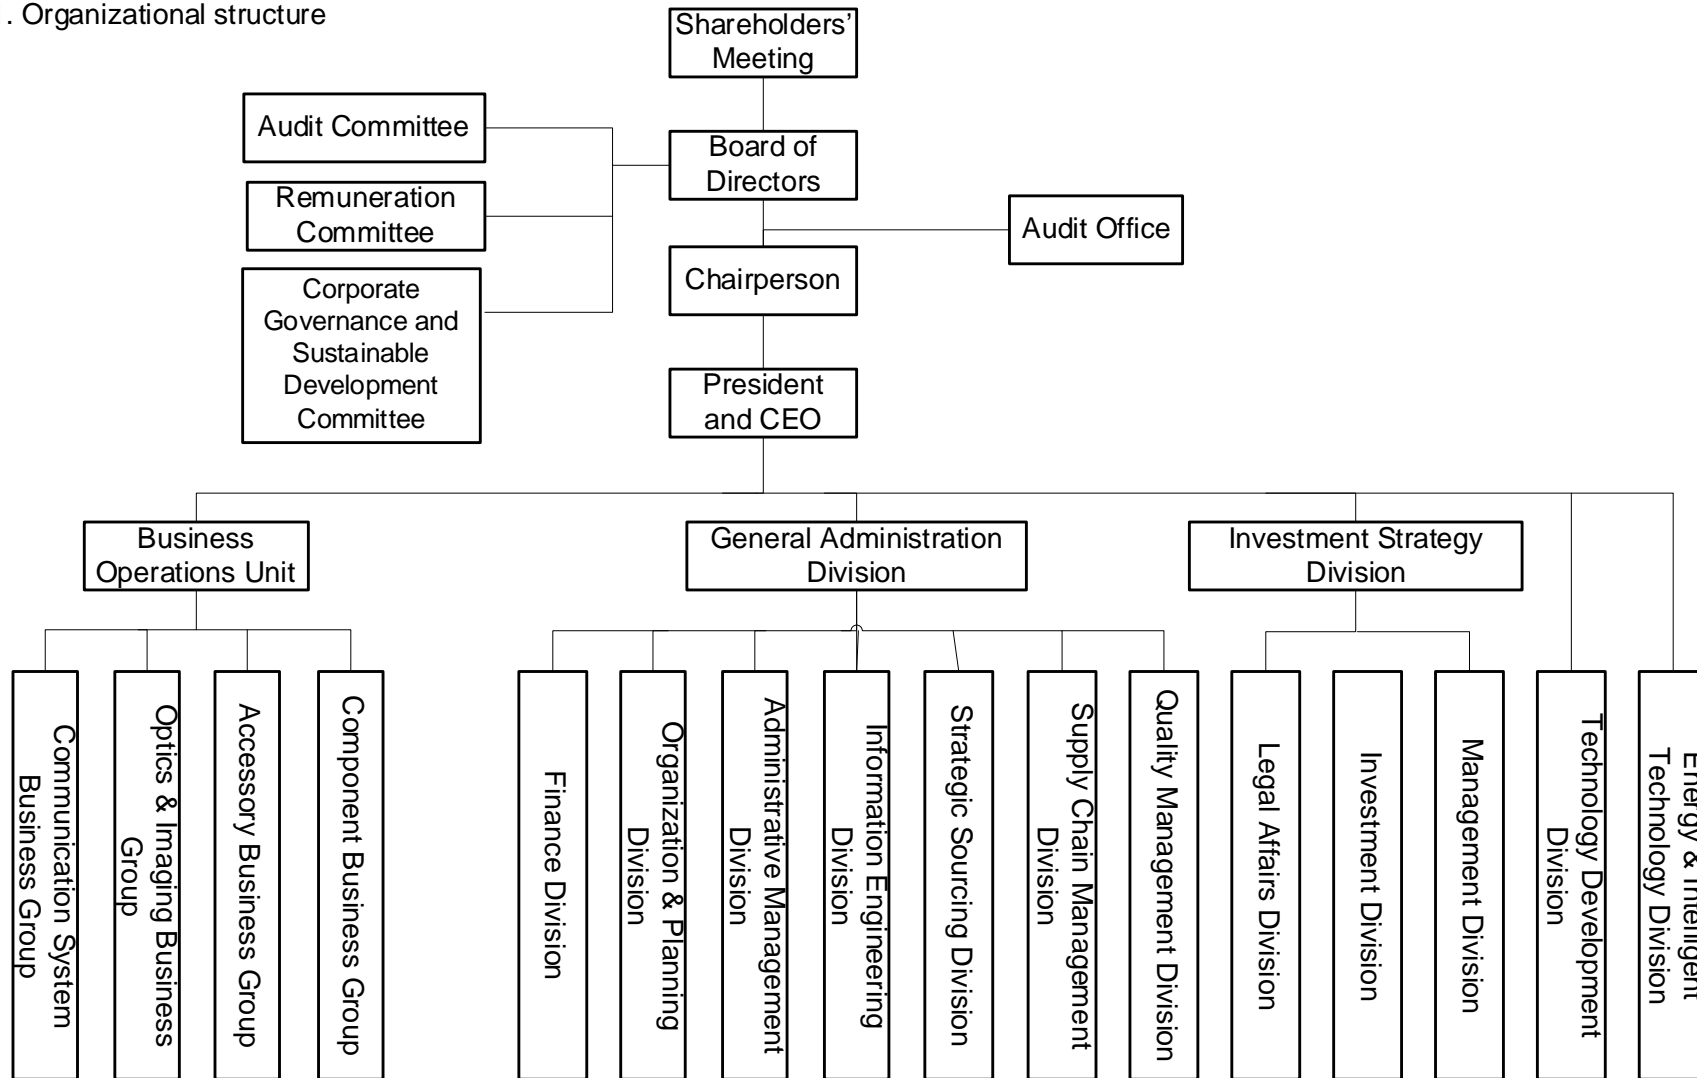 . Organizational structure
Shareholders'
Meeting
Audit Committee
Board of
Directors
Remuneration
Committee
Audit Office
Chairperson
Corporate
Governance and
Sustainable
Development
Committee
President
and CEO
Business
Operations Unit
General Administration
Division
Investment Strategy
Division
Communication System
Business Group
Optics & Imaging Business
Group
Accessory Business Group
Component Business Group
Finance Division
Organization & Planning
Division
Administrative Management
Division
Information Engineering
Division
Strategic Sourcing Division
Supply Chain Management
Division
Quality Management Division
Legal Affairs Division
Investment Division
Management Division
Technology Development
Division
Energy &
Technology Division